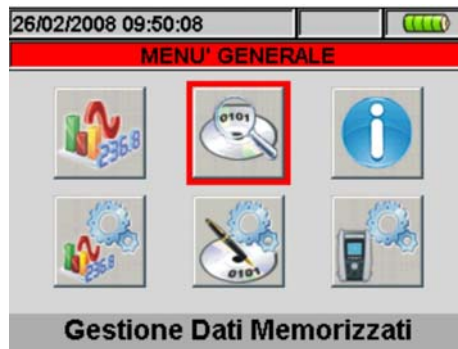 26/02/2008 09:50:08
MENU' GENERALE
236.8
0101
236.8
0101
Gestione Dati Memorizzati